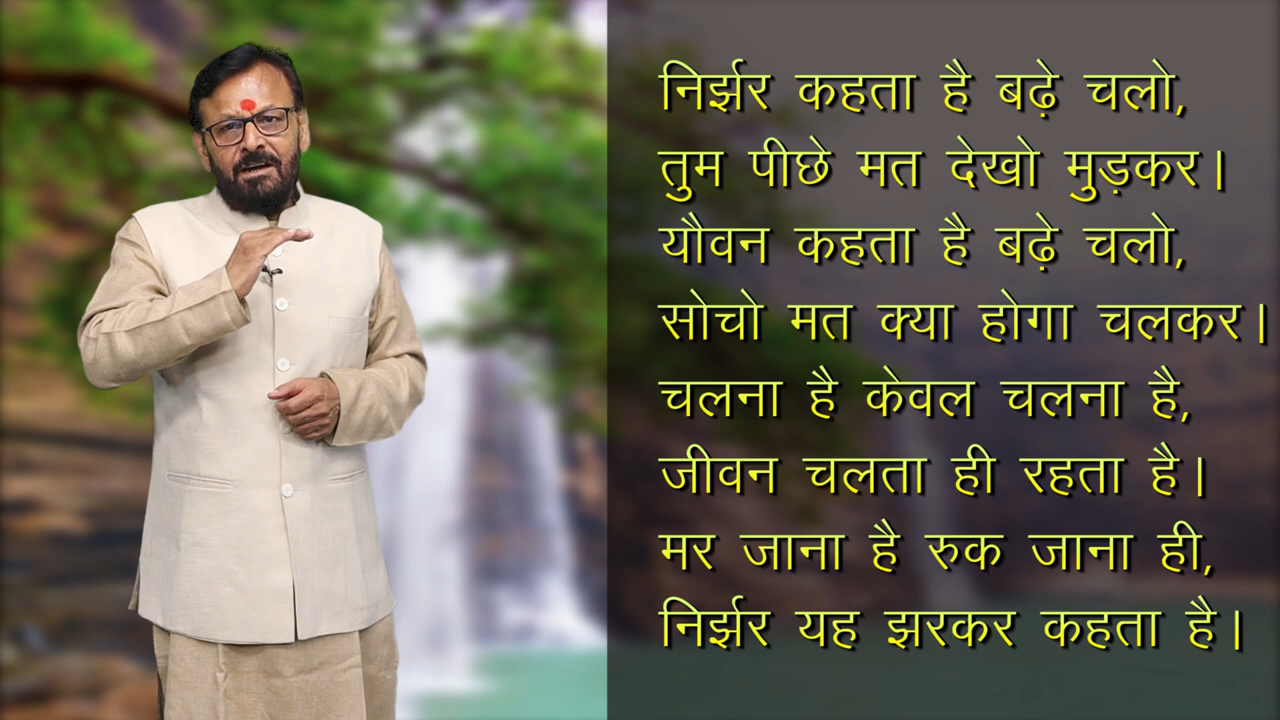 निर्झर कहता है बढ़े चलो,
तुम पीछे मत देखो मुड़कर।
यौवन कहता है बढ़े चलो,
सोचो मत क्या होगा चलकर।
चलना है केवल चलना है,
जीवन चलता ही रहता है।
मर जाना है रुक जाना ही,
निर्झर यह झरकर कहता है।